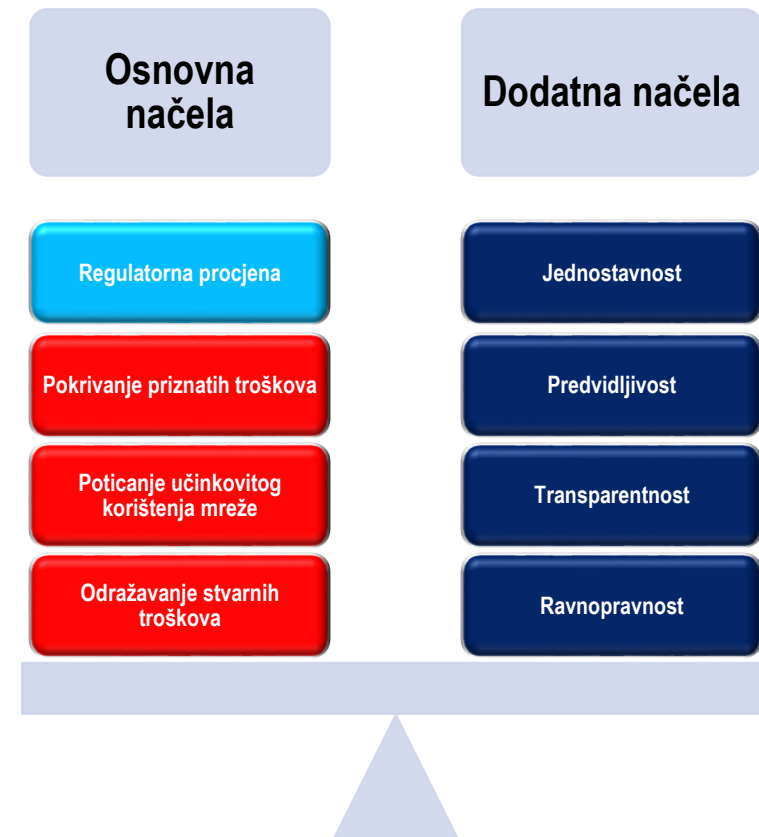 Osnovna
načela
Dodatna načela
Regulatorna procjena
Pokrivanje priznatih troškova
Poticanje učinkovitog
korištenja mreže
Odražavanje stvarnih
troškova
Jednostavnost
Predvidljivost
Transparentnost
Ravnopravnost